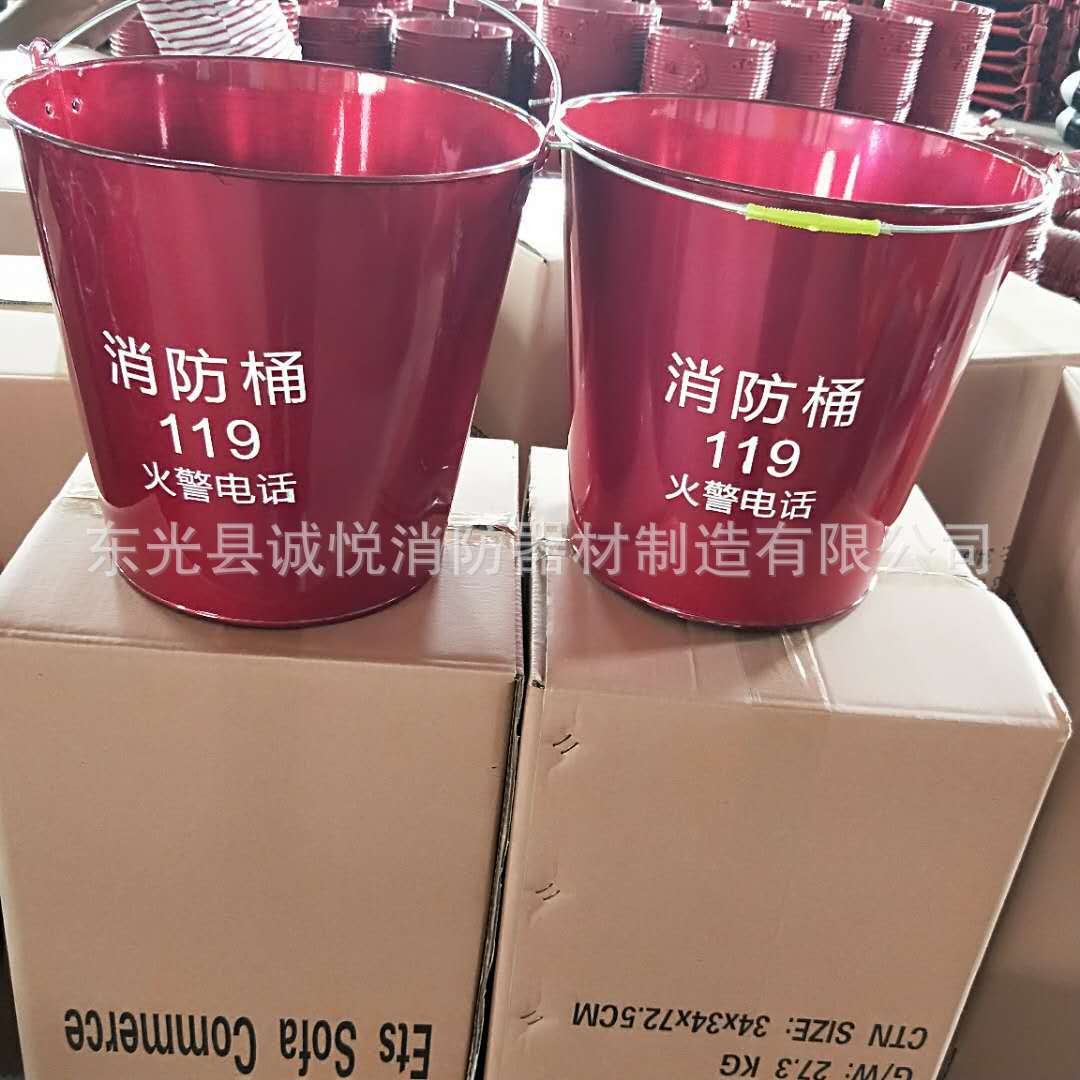 消防桶
119
火警电话
消防桶
119
火警电话
东光县诚悦消防器材制造有限公司
Ets Sofa Commerce
CTN SIZE: 34x34x72.5CM
G/W: 27.3 KG